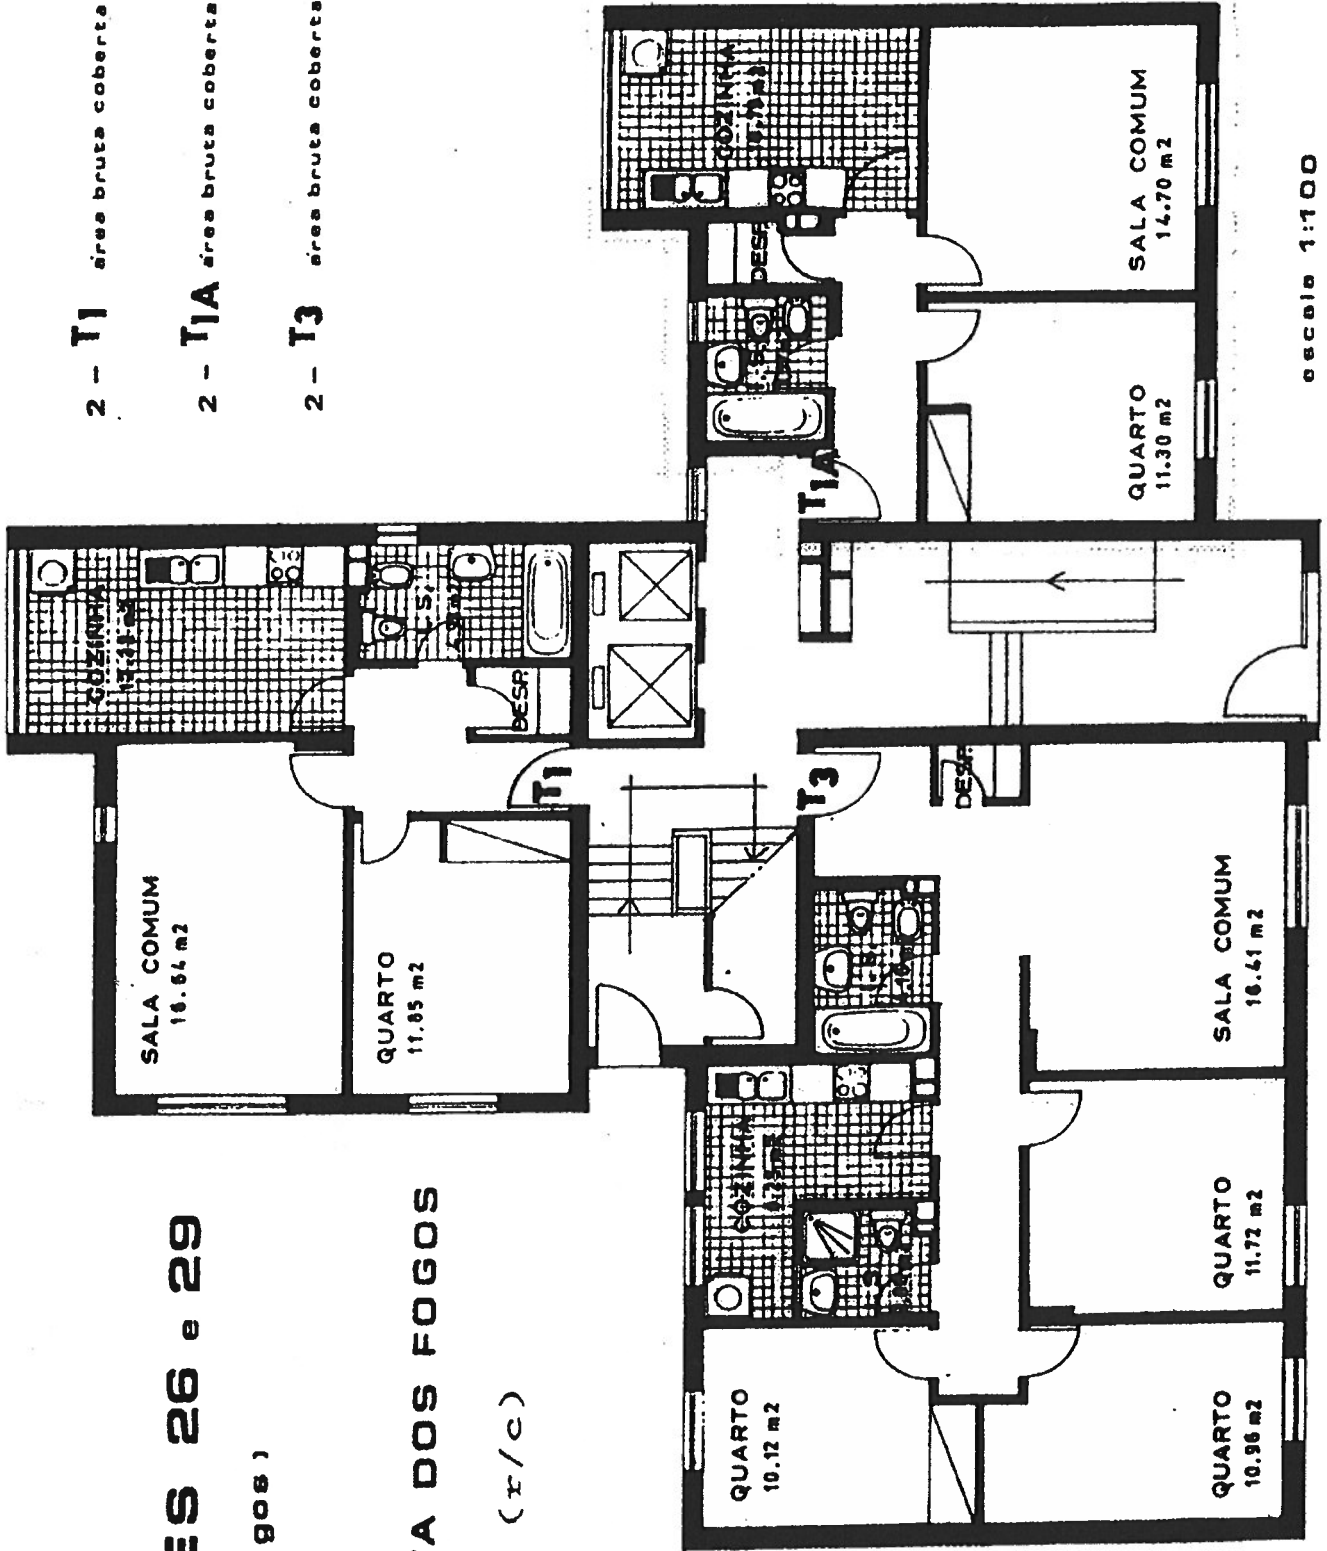 ES 26 e 29
gos)
A DOS FOGOS
(r/c)
2 - T1 área bruta coberta
2 - T1A área bruta coberta
2 - T3 área bruta coberta
COZINHA
SALA COMUM
16.64 m2
QUARTO
11.85 m2
I.S.
DESP.
T1
COZINHA
DESP.
I.S.
T1A
SALA COMUM
14.70 m2
QUARTO
11.30 m2
T3
DESP.
I.S.
COZINHA
I.S.
SALA COMUM
16.41 m2
QUARTO
11.72 m2
QUARTO
10.12 m2
QUARTO
10.96 m2
escala 1:100